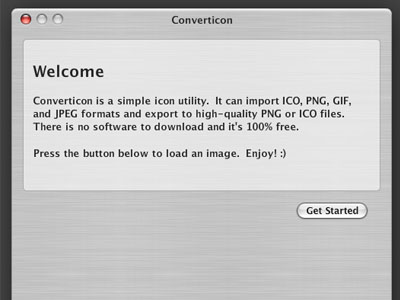 Converticon
Welcome
Converticon is a simple icon utility. It can import ICO, PNG, GIF,
and JPEG formats and export to high-quality PNG or ICO files.
There is no software to download and it's 100% free.
Press the button below to load an image. Enjoy! :)
Get Started